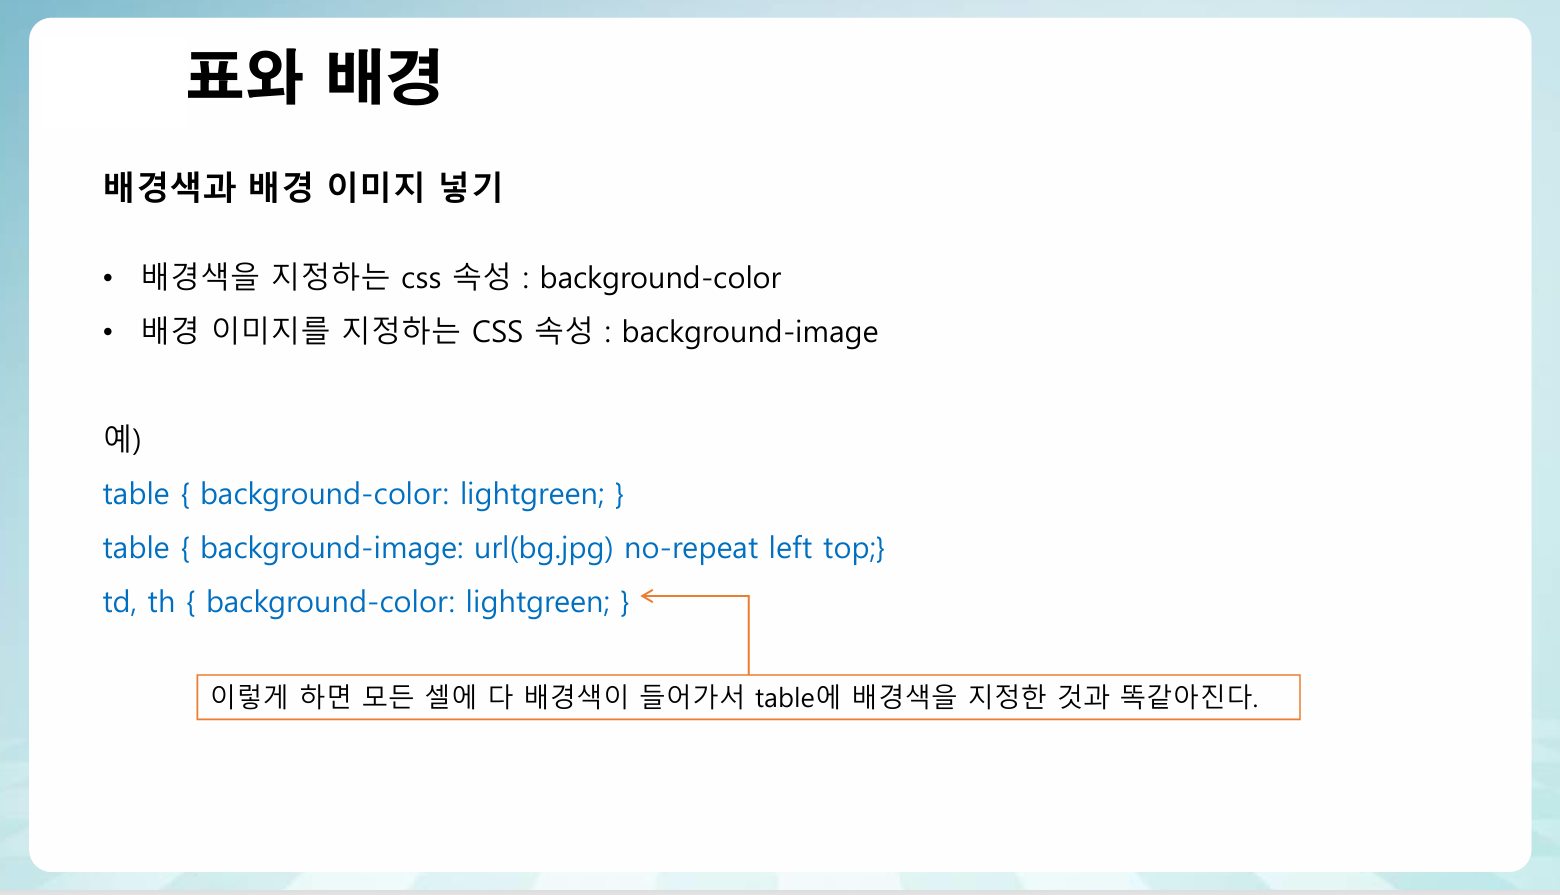 표와 배경
배경색과 배경 이미지 넣기
• 배경색을 지정하는 css 속성 : background-color
• 배경 이미지를 지정하는 CSS 속성 : background-image
예)
table { background-color: lightgreen; }
table { background-image: url(bg.jpg) no-repeat left top;}
td, th { background-color: lightgreen; }
이렇게 하면 모든 셀에 다 배경색이 들어가서 table에 배경색을 지정한 것과 똑같아진다.